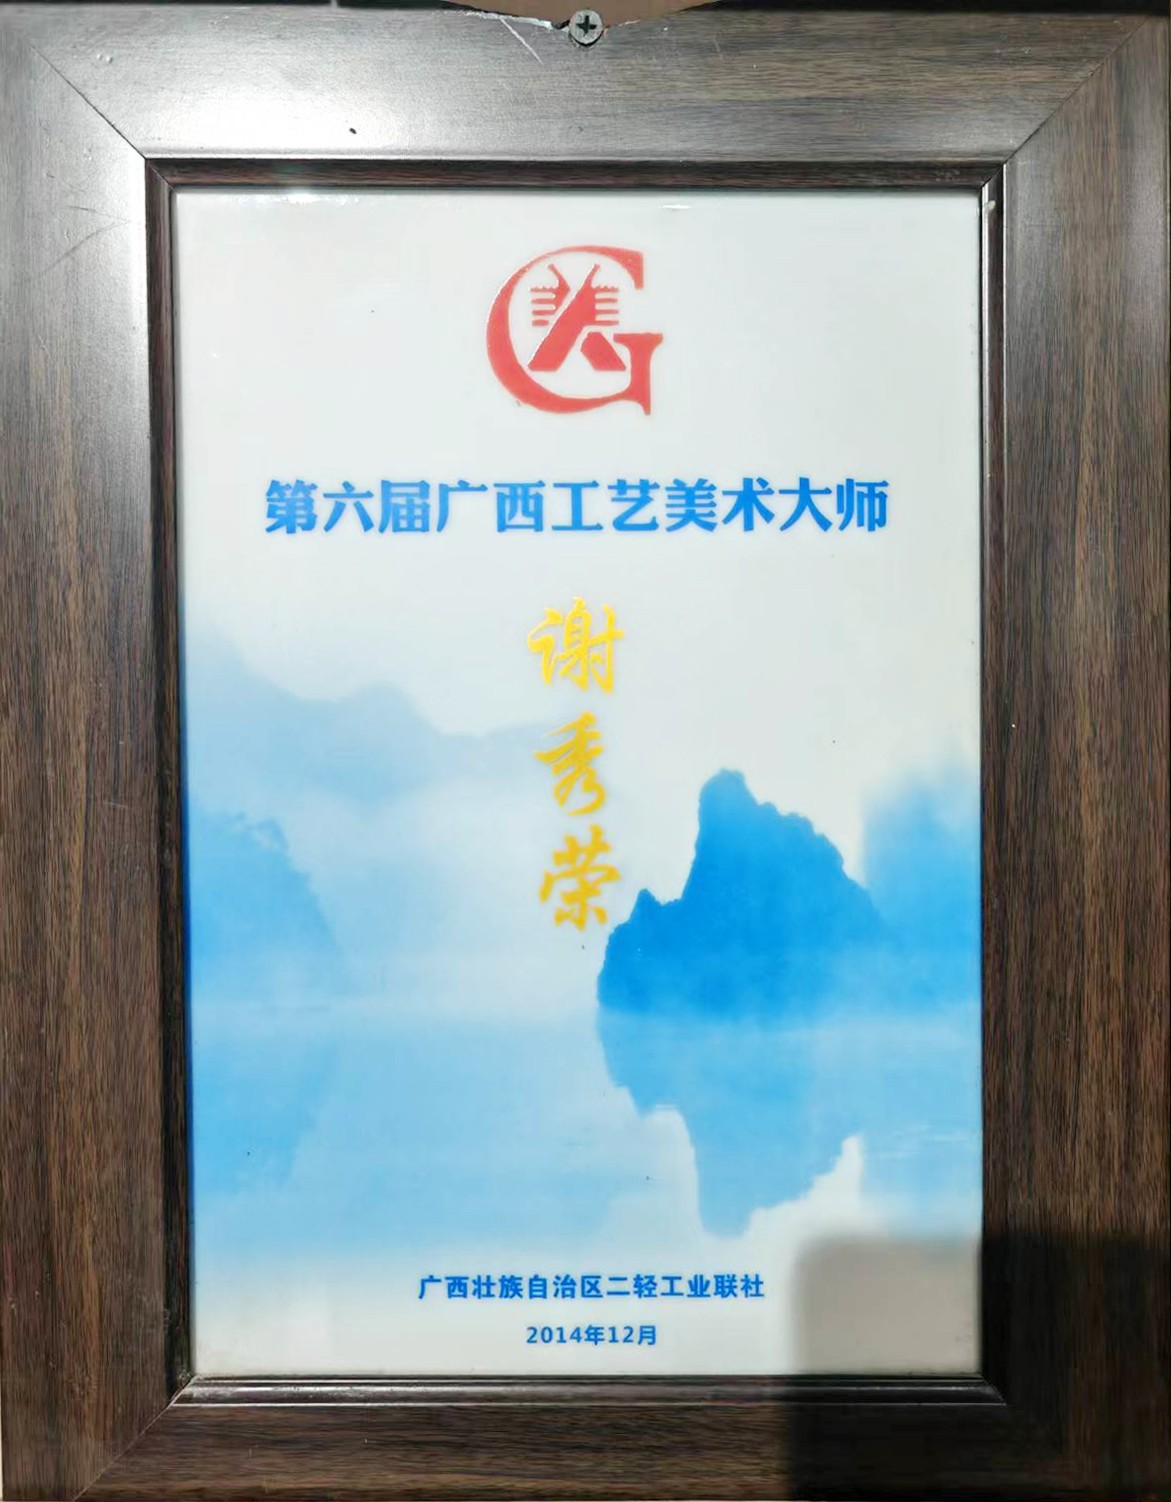 第六届广西工艺美术大师
谢秀荣
广西壮族自治区二轻工业联社
2014年12月